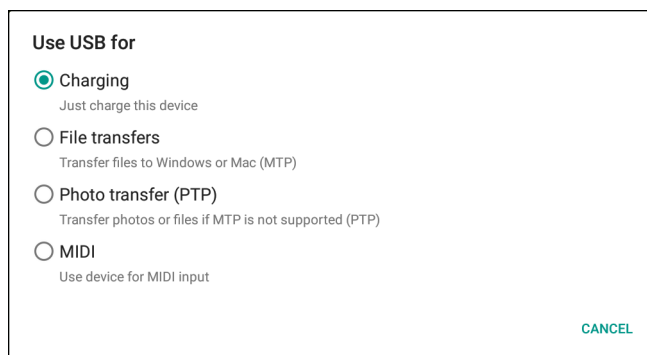 Use USB for
Charging
Just charge this device
File transfers
Transfer files to Windows or Mac (MTP)
Photo transfer (PTP)
Transfer photos or files if MTP is not supported (PTP)
MIDI
Use device for MIDI input
CANCEL